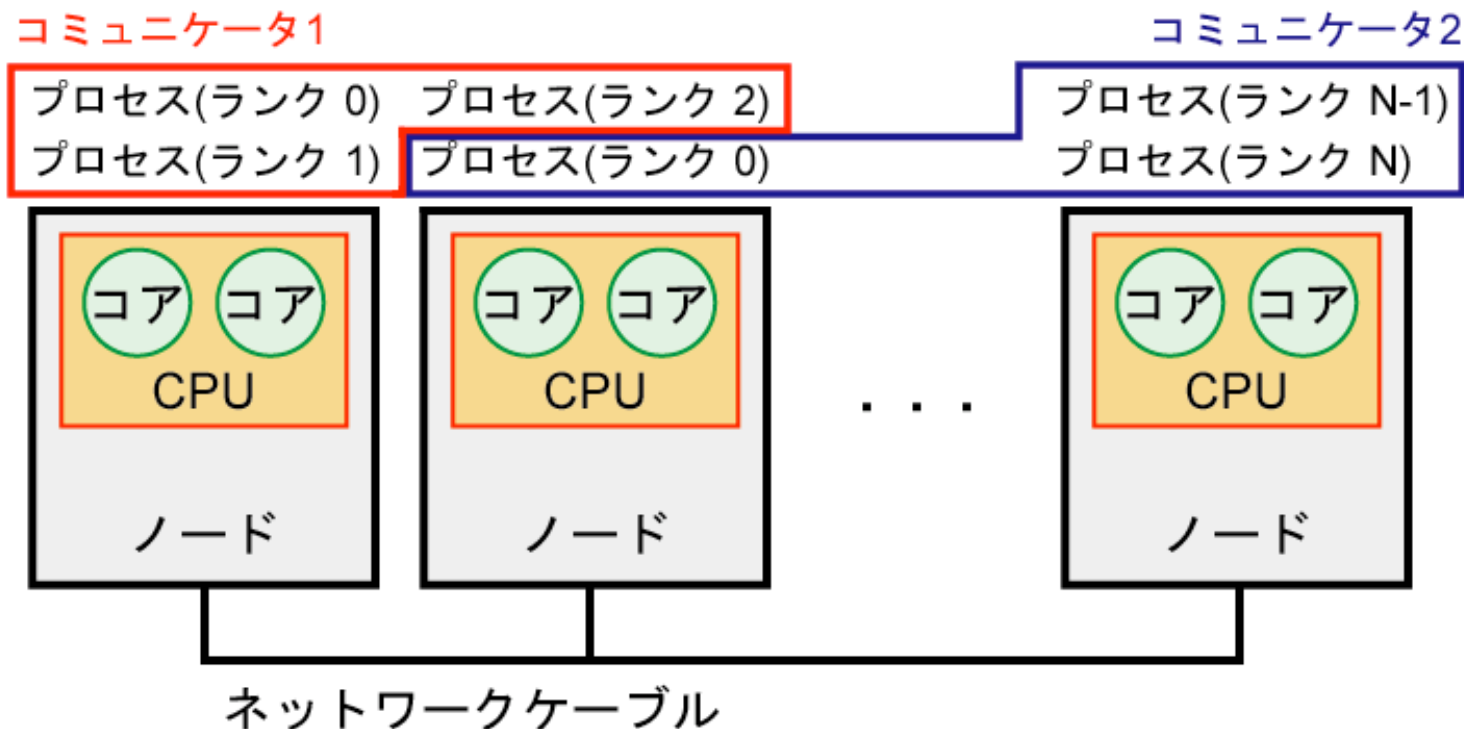 コミュニケータ1
コミュニケータ2
プロセス(ランク 0) プロセス(ランク 2) プロセス(ランク N-1)
プロセス(ランク 1) プロセス(ランク 0) プロセス(ランク N)
コア コア コア コア コア コア
CPU CPU . . . CPU
ノード ノード ノード
ネットワークケーブル